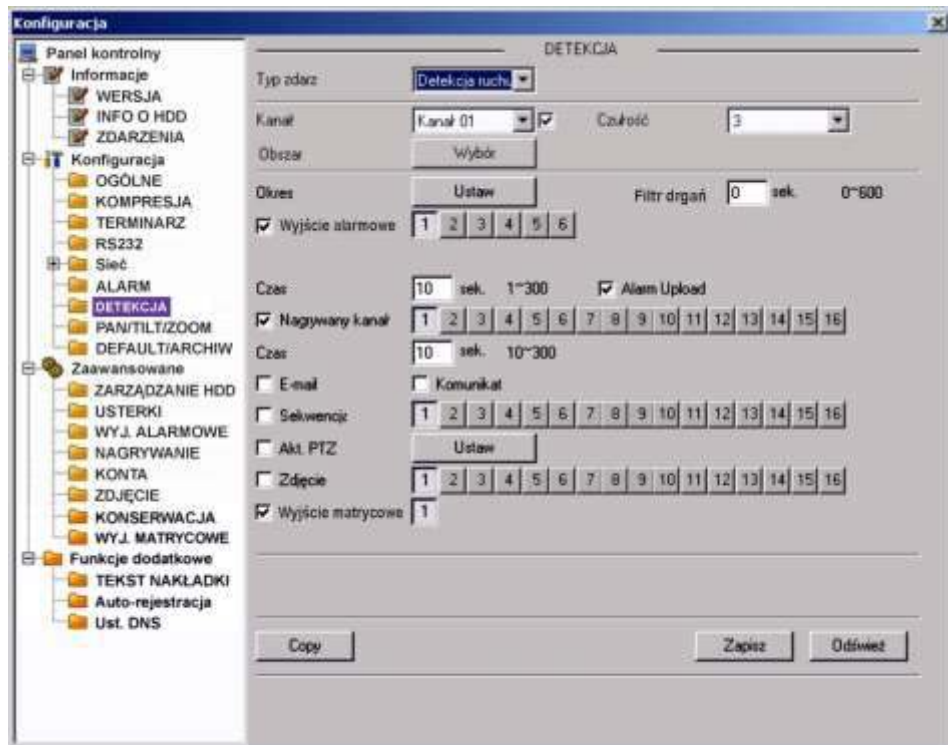 Konfiguracja
Panel kontrolny
Informacje
WERSJA
INFO O HDD
ZDARZENIA
Konfiguracja
OGÓLNE
KOMPRESJA
TERMINARZ
RS232
Sieć
ALARM
DETEKCJA
PAN/TILT/ZOOM
DEFAULT/ARCHIW
Zaawansowane
ZARZĄDZANIE HDD
USTERKI
WYJ. ALARMOWE
NAGRYWANIE
KONTA
ZDJĘCIE
KONSERWACJA
WYJ. MATRYCOWE
Funkcje dodatkowe
TEKST NAKŁADKI
Auto-rejestracja
Ust. DNS
DETEKCJA
Typ zdarz Detekcja ruchu
Kanał Kanał 01 Czułość 3
Obszar Wybór
Okres Ustaw Filtr drgań 0 sek. 0~600
Wyjście alarmowe 1 2 3 4 5 6
Czas 10 sek. 1~300 Alarm Upload
Nagrywany kanał 1 2 3 4 5 6 7 8 9 10 11 12 13 14 15 16
Czas 10 sek. 10~300
E-mail Komunikat
Sekwencja 1 2 3 4 5 6 7 8 9 10 11 12 13 14 15 16
Akt. PTZ Ustaw
Zdjęcie 1 2 3 4 5 6 7 8 9 10 11 12 13 14 15 16
Wyjście matrycowe 1
Copy Zapisz Odśwież